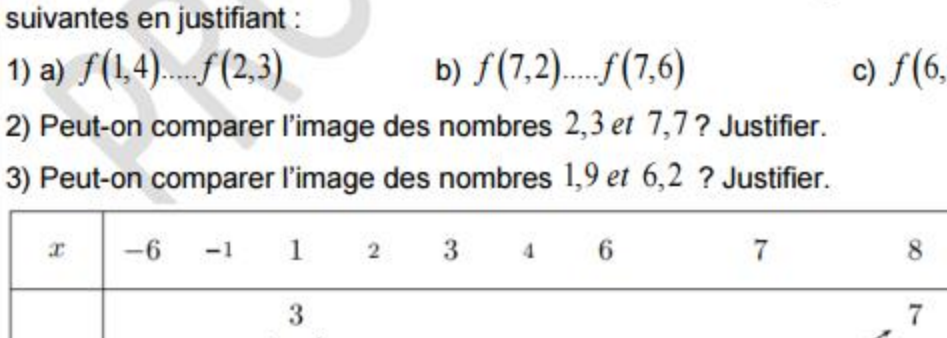 suivantes en justifiant :
1) a) f(1,4).....f(2,3) b) f(7,2).....f(7,6) c) f(6,
2) Peut-on comparer l'image des nombres 2,3 et 7,7 ? Justifier.
3) Peut-on comparer l'image des nombres 1,9 et 6,2 ? Justifier.
x −6 −1 1 2 3 4 6 7 8
3 7